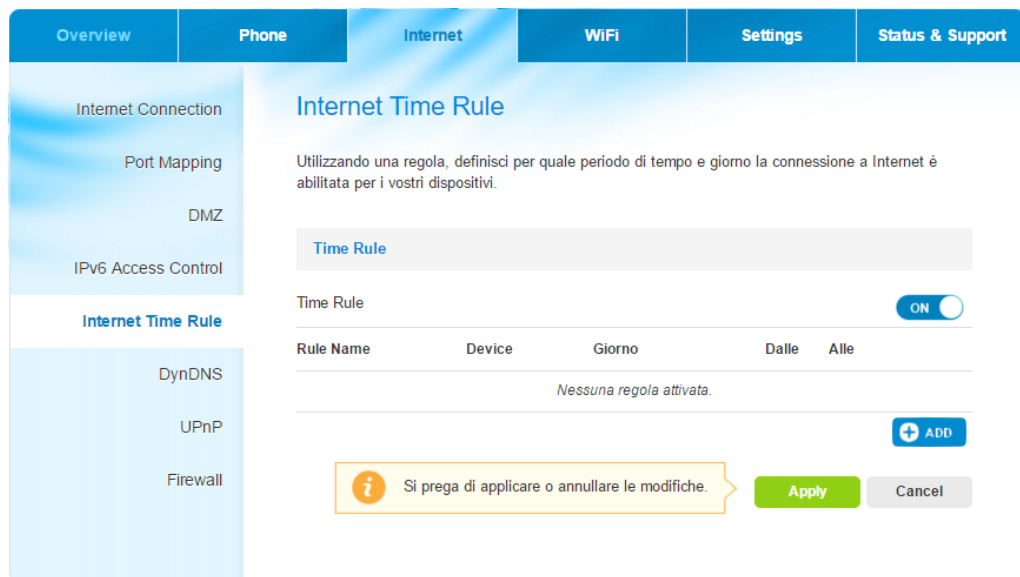 Overview Phone Internet WiFi Settings Status & Support
Internet Connection
Port Mapping
DMZ
IPv6 Access Control
Internet Time Rule
DynDNS
UPnP
Firewall
Internet Time Rule
Utilizzando una regola, definisci per quale periodo di tempo e giorno la connessione a Internet è
abilitata per i vostri dispositivi.
Time Rule
Time Rule ON
Rule Name Device Giorno Dalle Alle
Nessuna regola attivata.
ADD
Si prega di applicare o annullare le modifiche. Apply Cancel